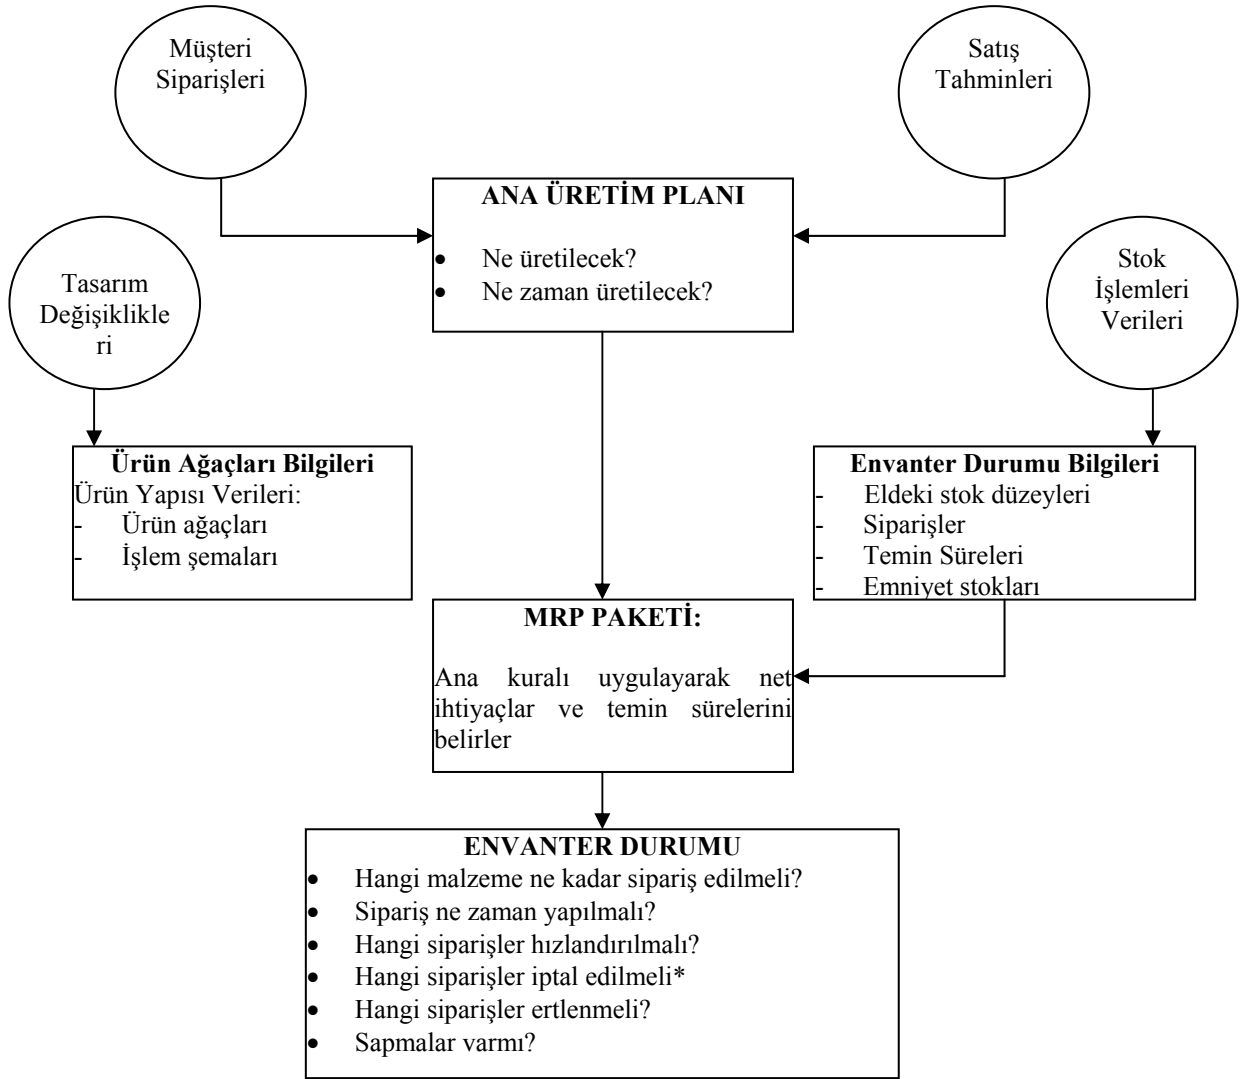 Müşteri
Siparişleri
Satış
Tahminleri
ANA ÜRETİM PLANI
• Ne üretilecek?
• Ne zaman üretilecek?
Tasarım
Değişiklikle
ri
Stok
İşlemleri
Verileri
Ürün Ağaçları Bilgileri
Ürün Yapısı Verileri:
- Ürün ağaçları
- İşlem şemaları
Envanter Durumu Bilgileri
- Eldeki stok düzeyleri
- Siparişler
- Temin Süreleri
- Emniyet stokları
MRP PAKETİ:
Ana kuralı uygulayarak net
ihtiyaçlar ve temin sürelerini
belirler
ENVANTER DURUMU
• Hangi malzeme ne kadar sipariş edilmeli?
• Sipariş ne zaman yapılmalı?
• Hangi siparişler hızlandırılmalı?
• Hangi siparişler iptal edilmeli*
• Hangi siparişler ertlenmeli?
• Sapmalar varmı?